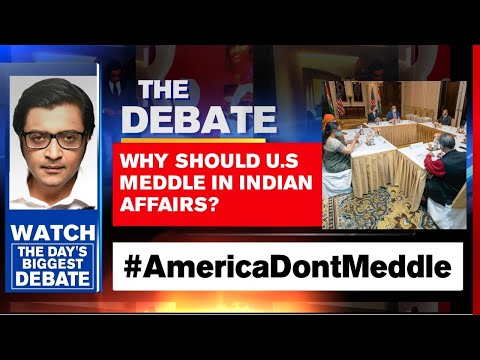 THE
DEBATE
WHY SHOULD U.S
MEDDLE IN INDIAN
AFFAIRS?
WATCH
THE DAY'S
BIGGEST
DEBATE
#AmericaDontMeddle